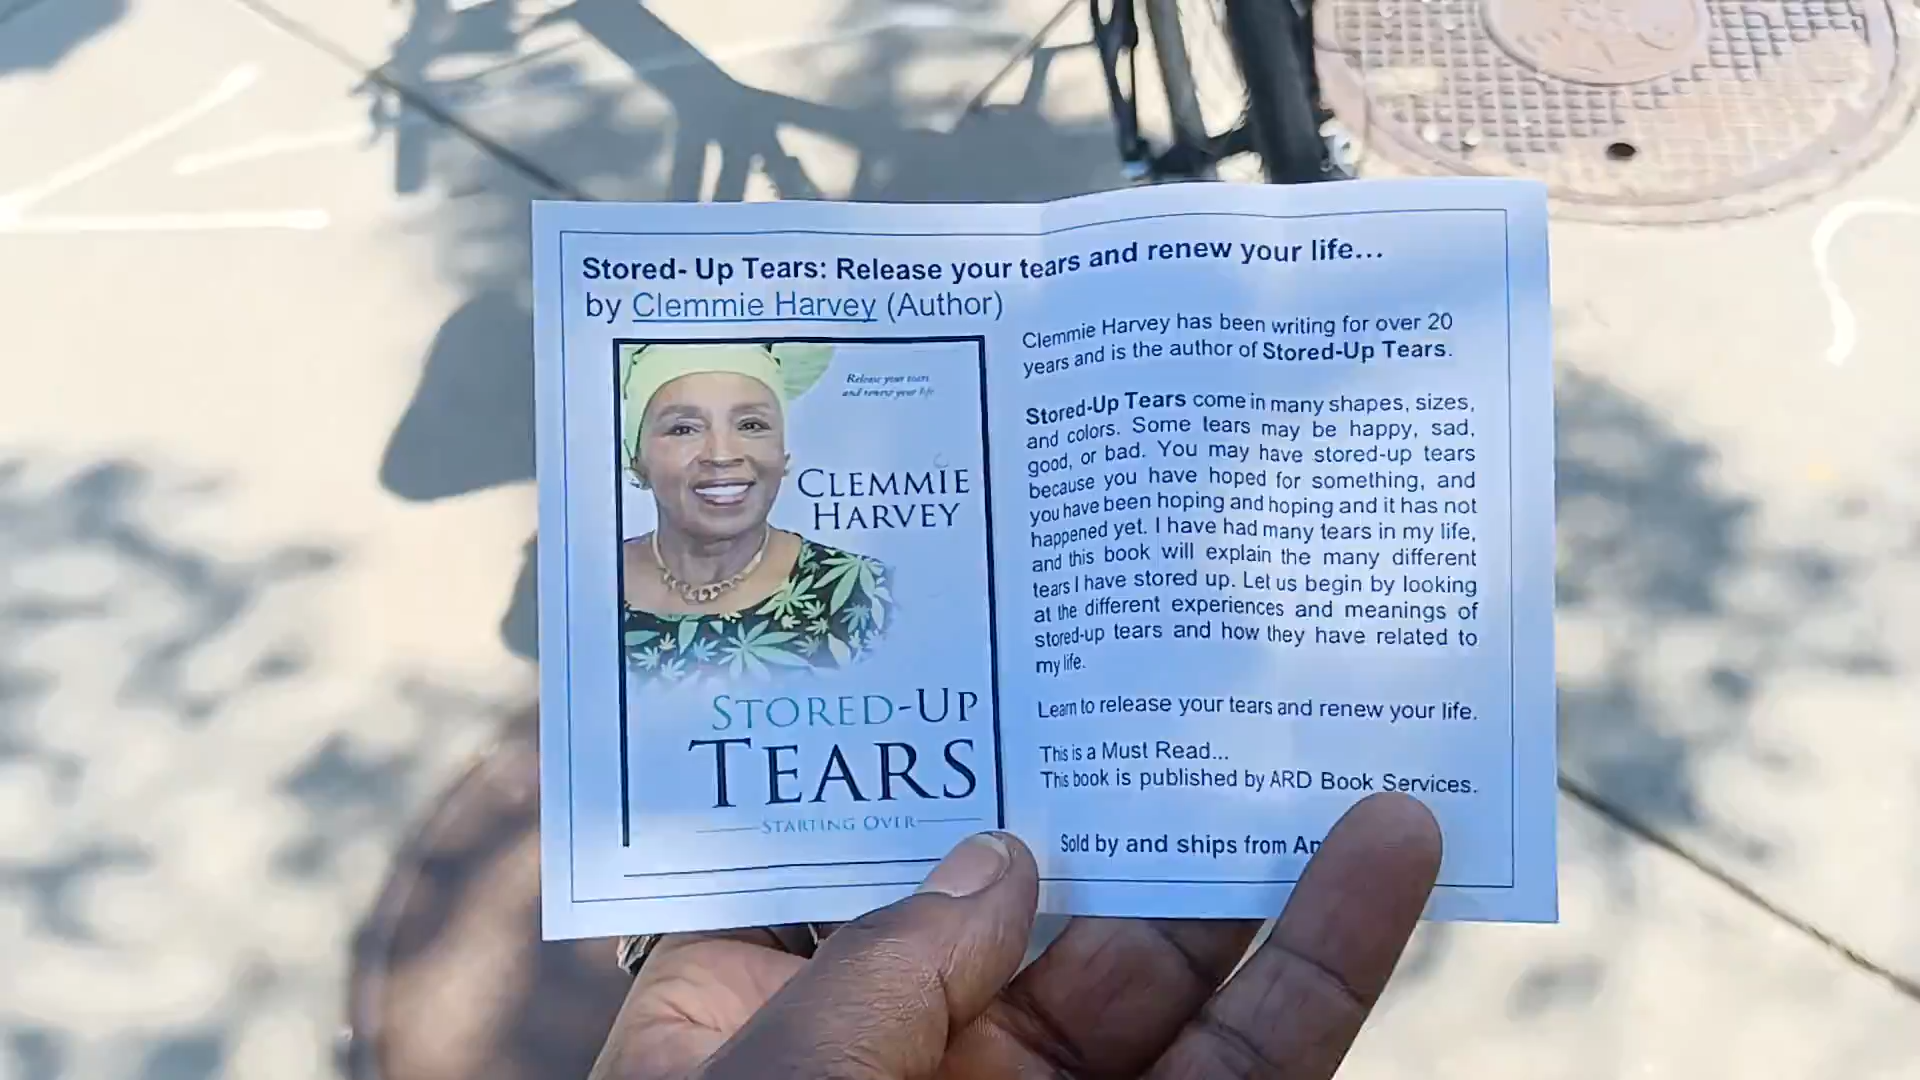 Stored- Up Tears: Release your tears and renew your life...
by Clemmie Harvey (Author)
Release your tears
and renew your life
CLEMMIE
HARVEY
STORED-UP
TEARS
STARTING OVER
Clemmie Harvey has been writing for over 20
years and is the author of Stored-Up Tears.
Stored-Up Tears come in many shapes, sizes,
and colors. Some tears may be happy, sad,
good, or bad. You may have stored-up tears
because you have hoped for something, and
you have been hoping and hoping and it has not
happened yet. I have had many tears in my life,
and this book will explain the many different
tears I have stored up. Let us begin by looking
at the different experiences and meanings of
stored-up tears and how they have related to
my life.
Learn to release your tears and renew your life.
This is a Must Read...
This book is published by ARD Book Services.
Sold by and ships from